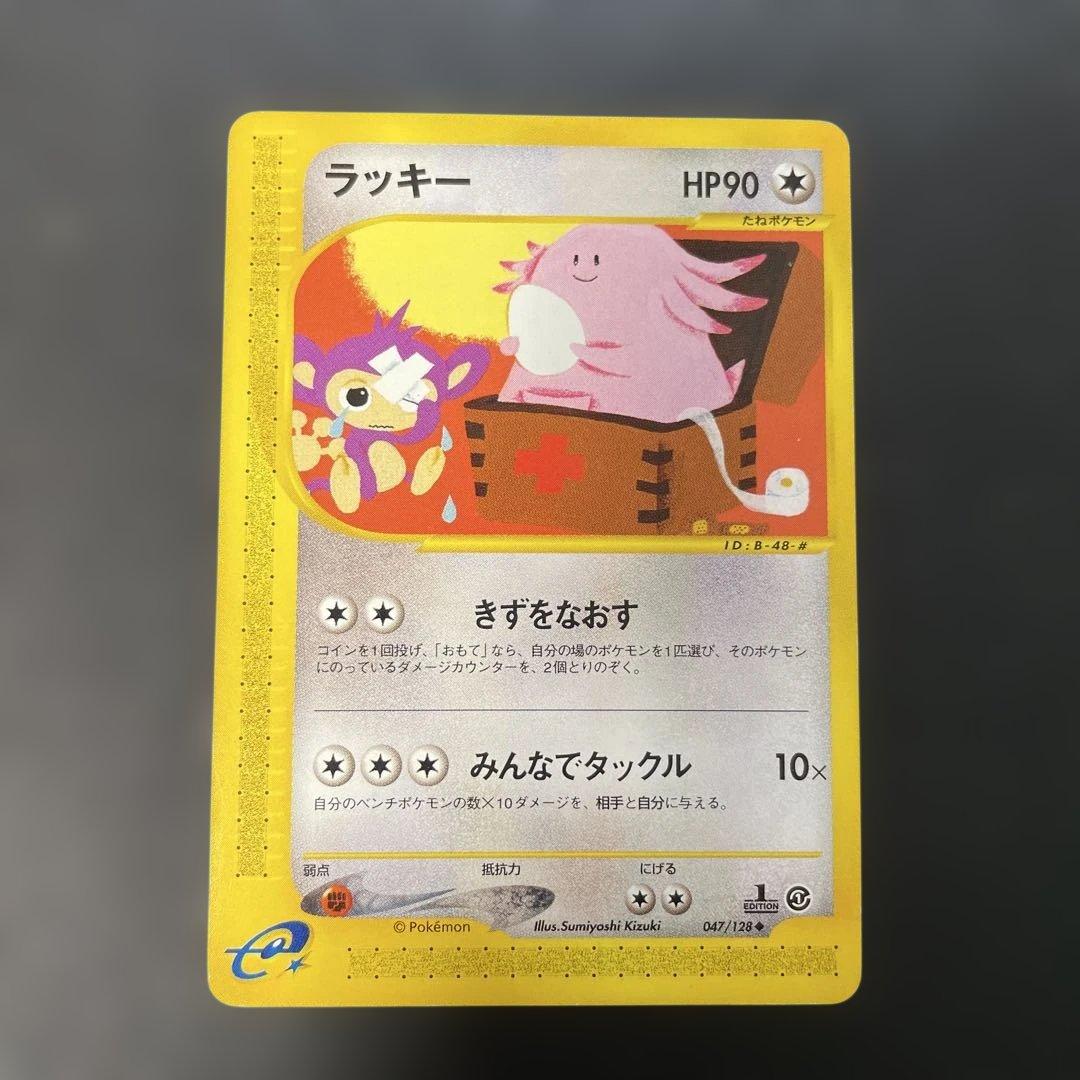 ラッキー HP90
たねポケモン
ID:B-48-#
きずをなおす
コインを1回投げ、「おもて」なら、自分の場のポケモンを1匹選び、そのポケモン
にのっているダメージカウンターを、2個とりのぞく。
みんなでタックル 10×
自分のベンチポケモンの数×10ダメージを、相手と自分に与える。
弱点 抵抗力 にげる
1
EDITION
© Pokémon Illus.Sumiyoshi Kizuki 047/128◆
e